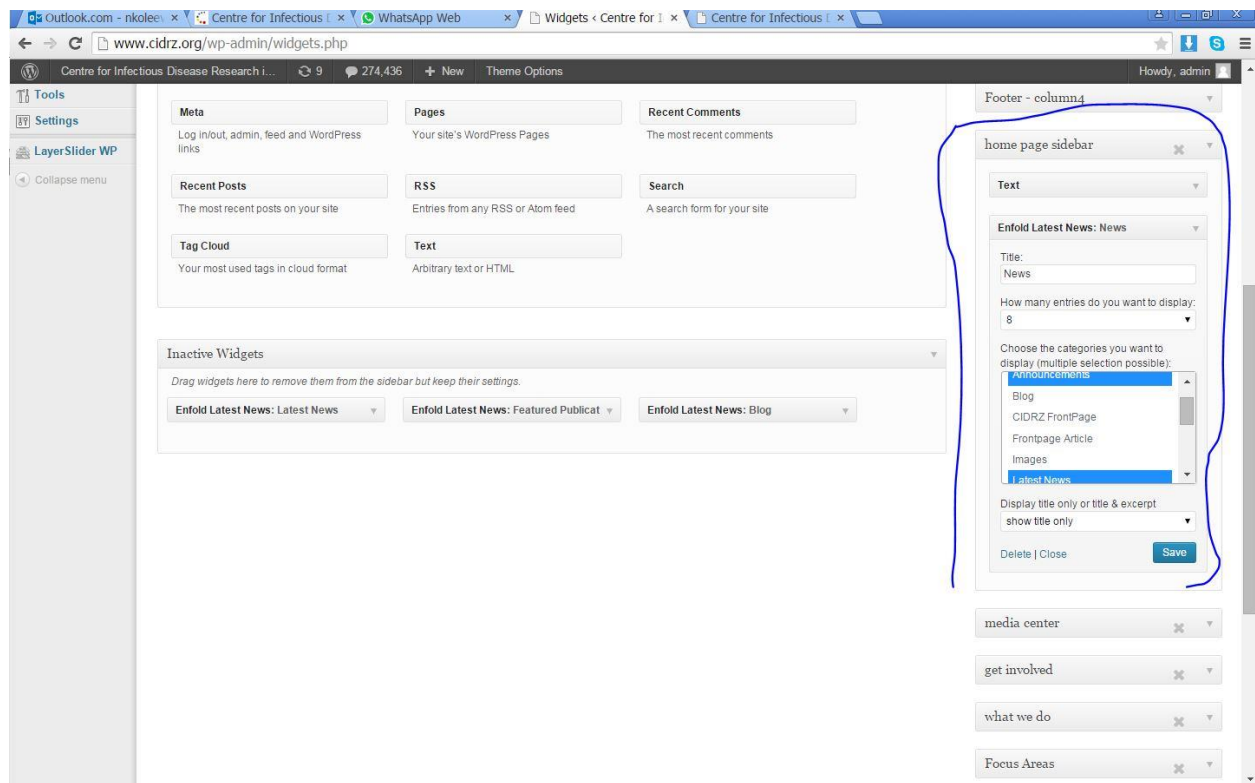 Outlook.com - nkolee
Centre for Infectious D
WhatsApp Web
Widgets < Centre for I
Centre for Infectious D
www.cidrz.org/wp-admin/widgets.php
Centre for Infectious Disease Research i... 9 274,436 + New Theme Options Howdy, admin
Tools
Settings
LayerSlider WP
Collapse menu
Meta
Log in/out, admin, feed and WordPress
links
Pages
Your site's WordPress Pages
Recent Comments
The most recent comments
Recent Posts
The most recent posts on your site
RSS
Entries from any RSS or Atom feed
Search
A search form for your site
Tag Cloud
Your most used tags in cloud format
Text
Arbitrary text or HTML
Inactive Widgets
Drag widgets here to remove them from the sidebar but keep their settings.
Enfold Latest News: Latest News
Enfold Latest News: Featured Publicat
Enfold Latest News: Blog
Footer - column4
home page sidebar
Text
Enfold Latest News: News
Title:
News
How many entries do you want to display:
8
Choose the categories you want to
display (multiple selection possible):
Announcements
Blog
CIDRZ FrontPage
Frontpage Article
Images
Latest News
Display title only or title & excerpt
show title only
Delete | Close
Save
media center
get involved
what we do
Focus Areas